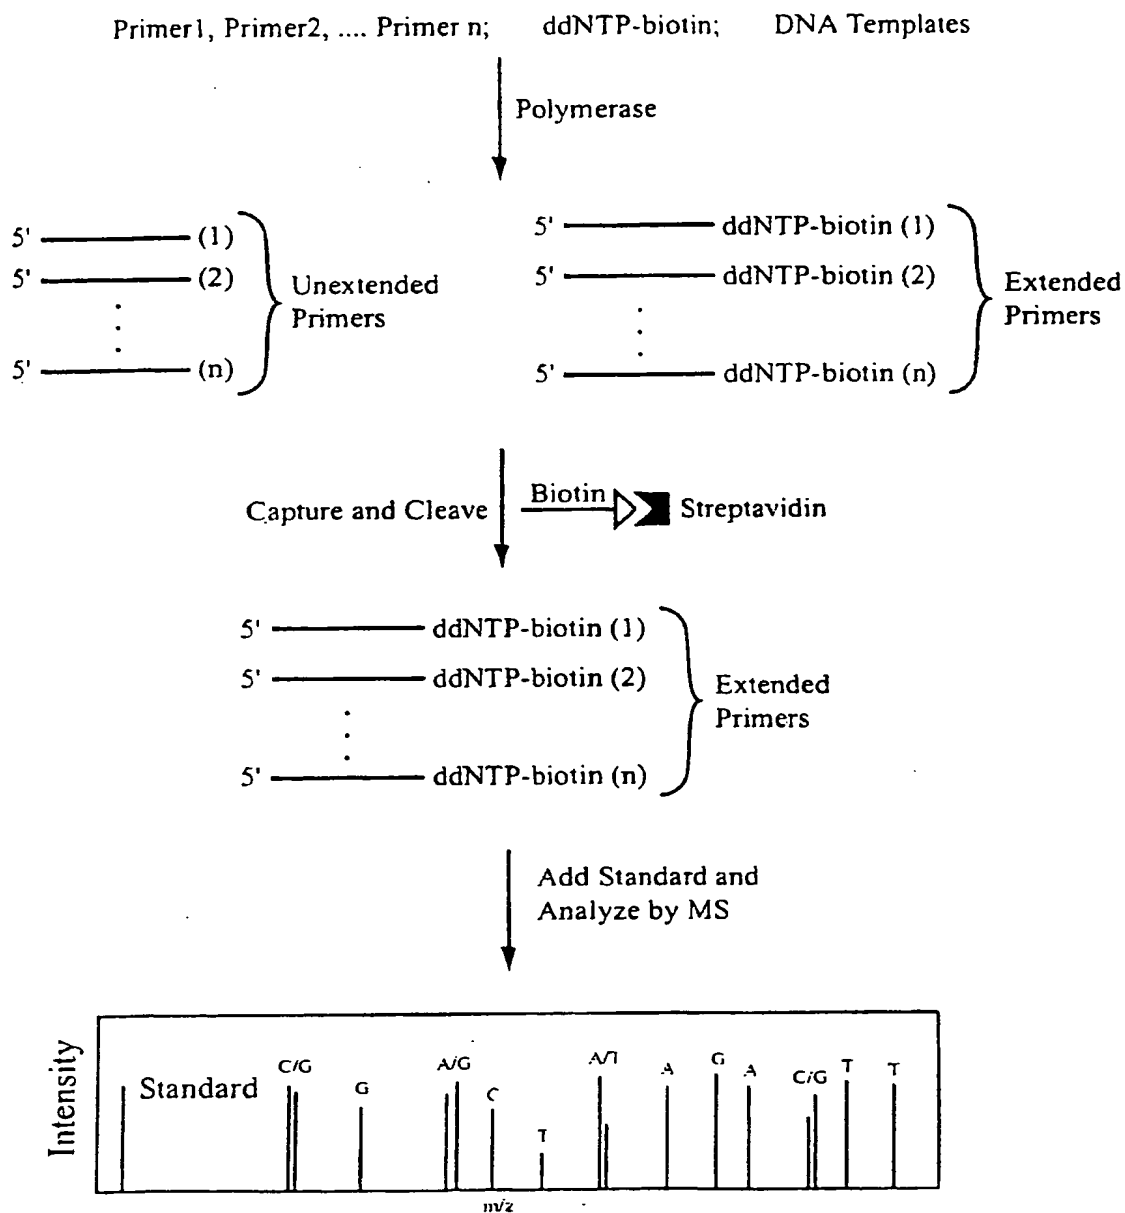 Primer1, Primer2, .... Primer n; ddNTP-biotin; DNA Templates
Polymerase
5' (1)
5' (2)
5' (n)
Unextended
Primers
5' ddNTP-biotin (1)
5' ddNTP-biotin (2)
5' ddNTP-biotin (n)
Extended
Primers
Capture and Cleave
Biotin
Streptavidin
5' ddNTP-biotin (1)
5' ddNTP-biotin (2)
5' ddNTP-biotin (n)
Extended
Primers
Add Standard and
Analyze by MS
Intensity
Standard
C/G
G
A/G
C
T
A/T
A
G
A
C/G
T
T
m/z